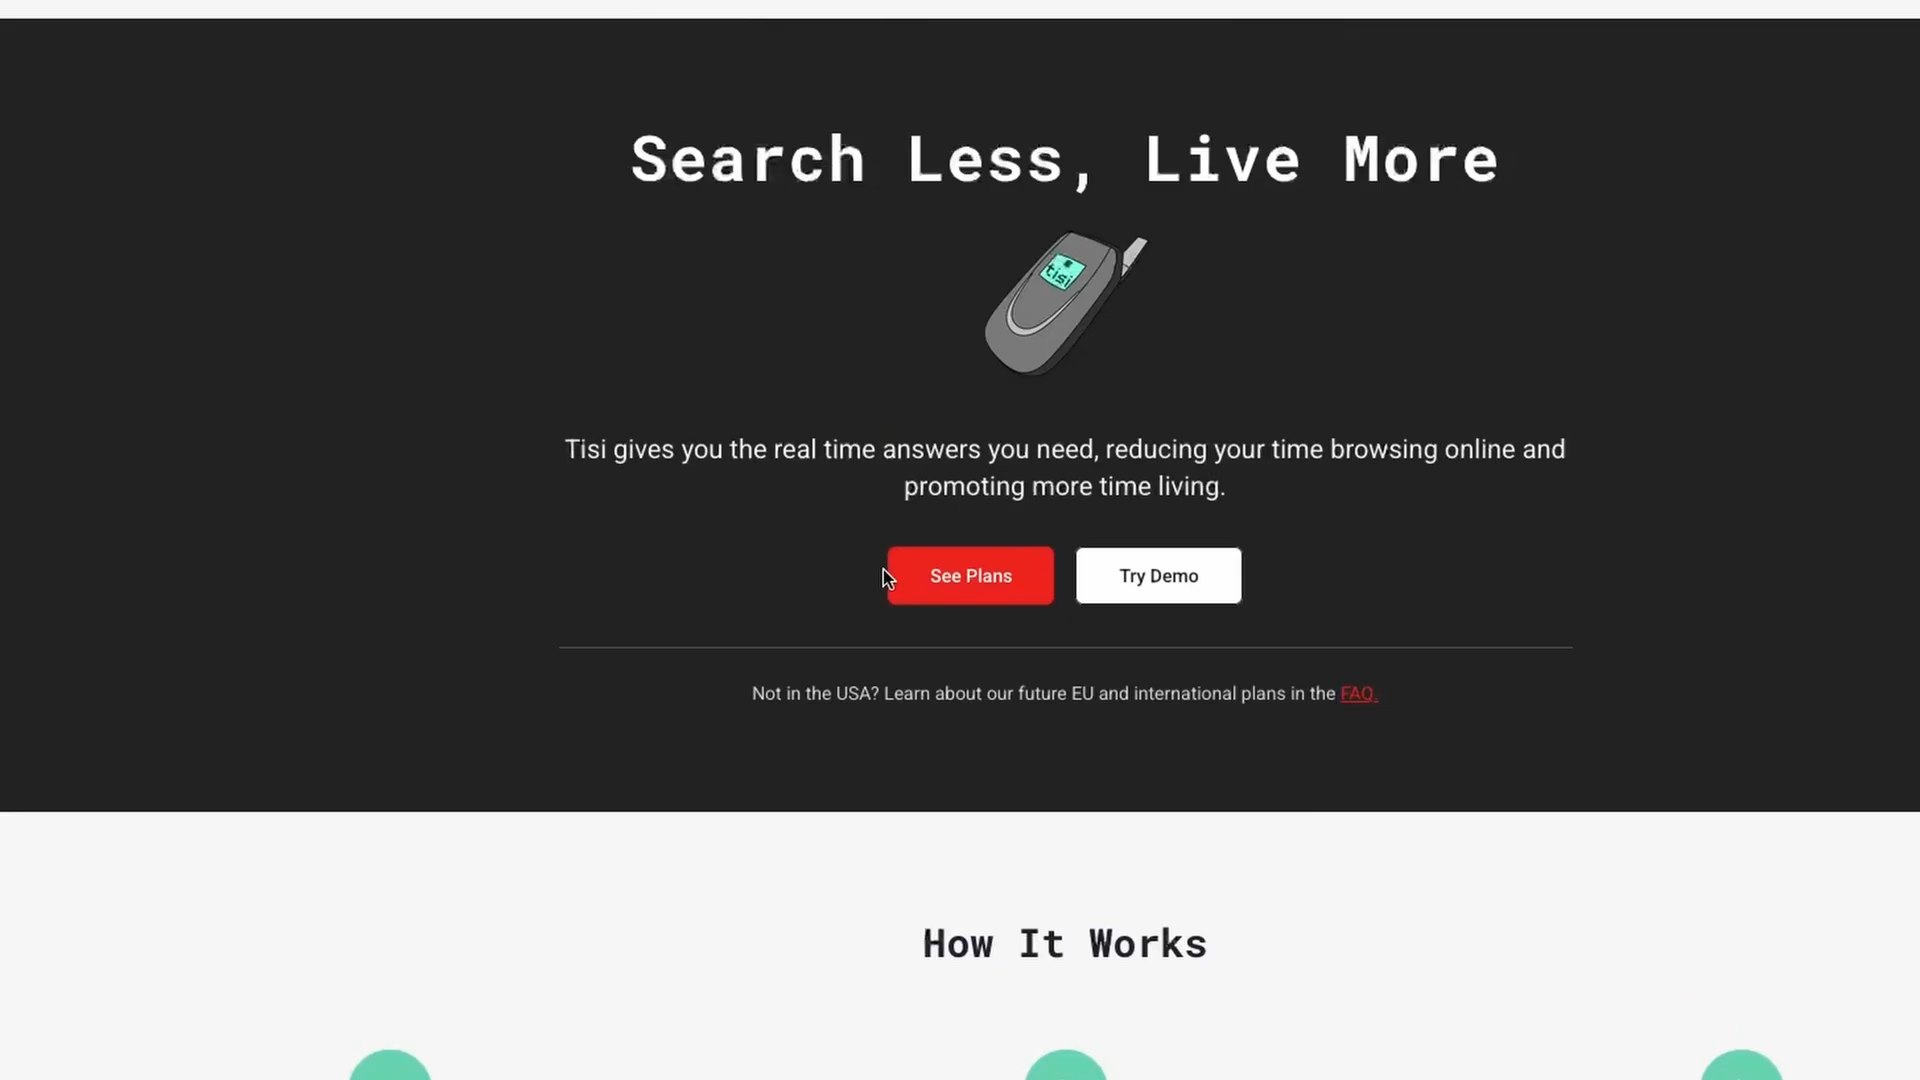 Search Less, Live More
tisi
Tisi gives you the real time answers you need, reducing your time browsing online and
promoting more time living.
See Plans
Try Demo
Not in the USA? Learn about our future EU and international plans in the FAQ.
How It Works